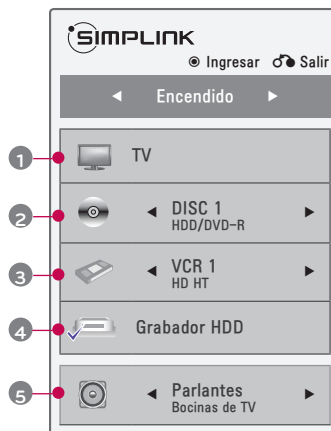 SIMPLINK
Ingresar Salir
Encendido
1 TV
2 DISC 1
HDD/DVD-R
3 VCR 1
HD HT
4 Grabador HDD
5 Parlantes
Bocinas de TV